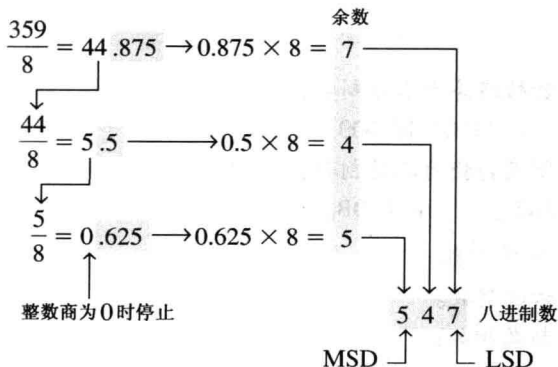 余数
359/8 = 44 .875 → 0.875 × 8 = 7
44/8 = 5 .5 → 0.5 × 8 = 4
5/8 = 0 .625 → 0.625 × 8 = 5
整数商为0时停止
5 4 7 八进制数
MSD LSD